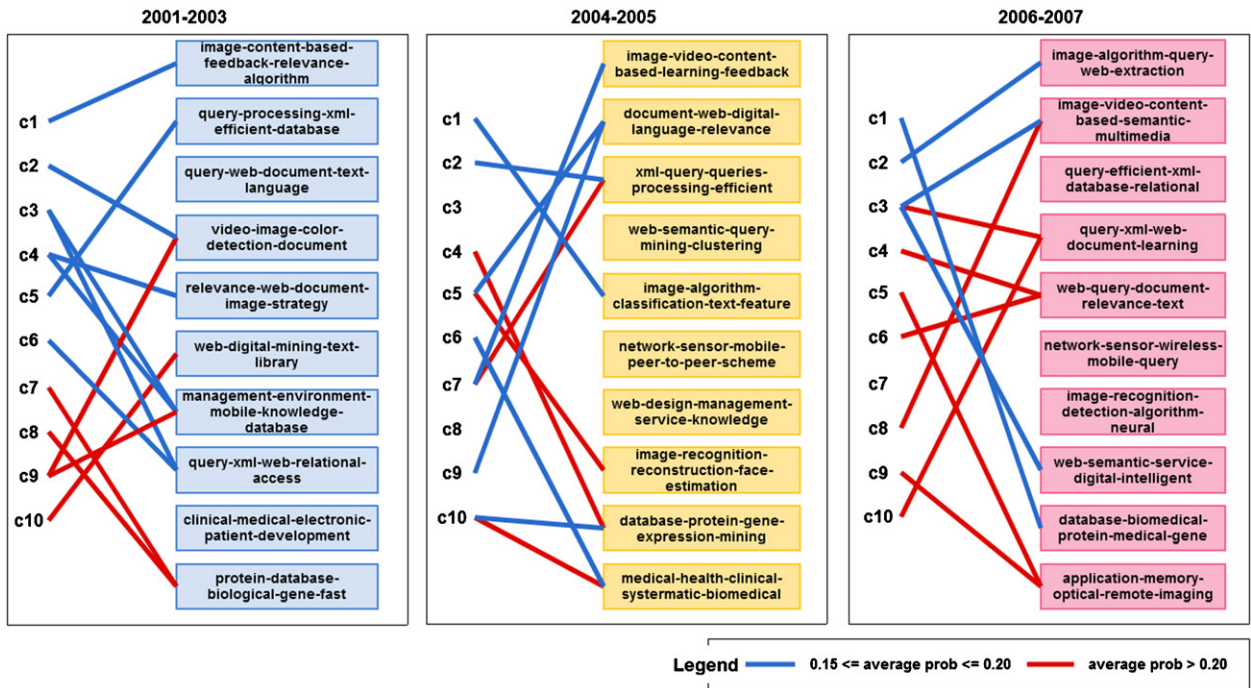 2001-2003
c1
c2
c3
c4
c5
c6
c7
c8
c9
c10
image-content-based-
feedback-relevance-
algorithm
query-processing-xml-
efficient-database
query-web-document-text-
language
video-image-color-
detection-document
relevance-web-document-
image-strategy
web-digital-mining-text-
library
management-environment-
mobile-knowledge-
database
query-xml-web-relational-
access
clinical-medical-electronic-
patient-development
protein-database-
biological-gene-fast
2004-2005
c1
c2
c3
c4
c5
c6
c7
c8
c9
c10
image-video-content-
based-learning-feedback
document-web-digital-
language-relevance
xml-query-queries-
processing-efficient
web-semantic-query-
mining-clustering
image-algorithm-
classification-text-feature
network-sensor-mobile-
peer-to-peer-scheme
web-design-management-
service-knowledge
image-recognition-
reconstruction-face-
estimation
database-protein-gene-
expression-mining
medical-health-clinical-
systermatic-biomedical
2006-2007
c1
c2
c3
c4
c5
c6
c7
c8
c9
c10
image-algorithm-query-
web-extraction
image-video-content-
based-semantic-
multimedia
query-efficient-xml-
database-relational
query-xml-web-
document-learning
web-query-document-
relevance-text
network-sensor-wireless-
mobile-query
image-recognition-
detection-algorithm-
neural
web-semantic-service-
digital-intelligent
database-biomedical-
protein-medical-gene
application-memory-
optical-remote-imaging
Legend 0.15 <= average prob <= 0.20 average prob > 0.20